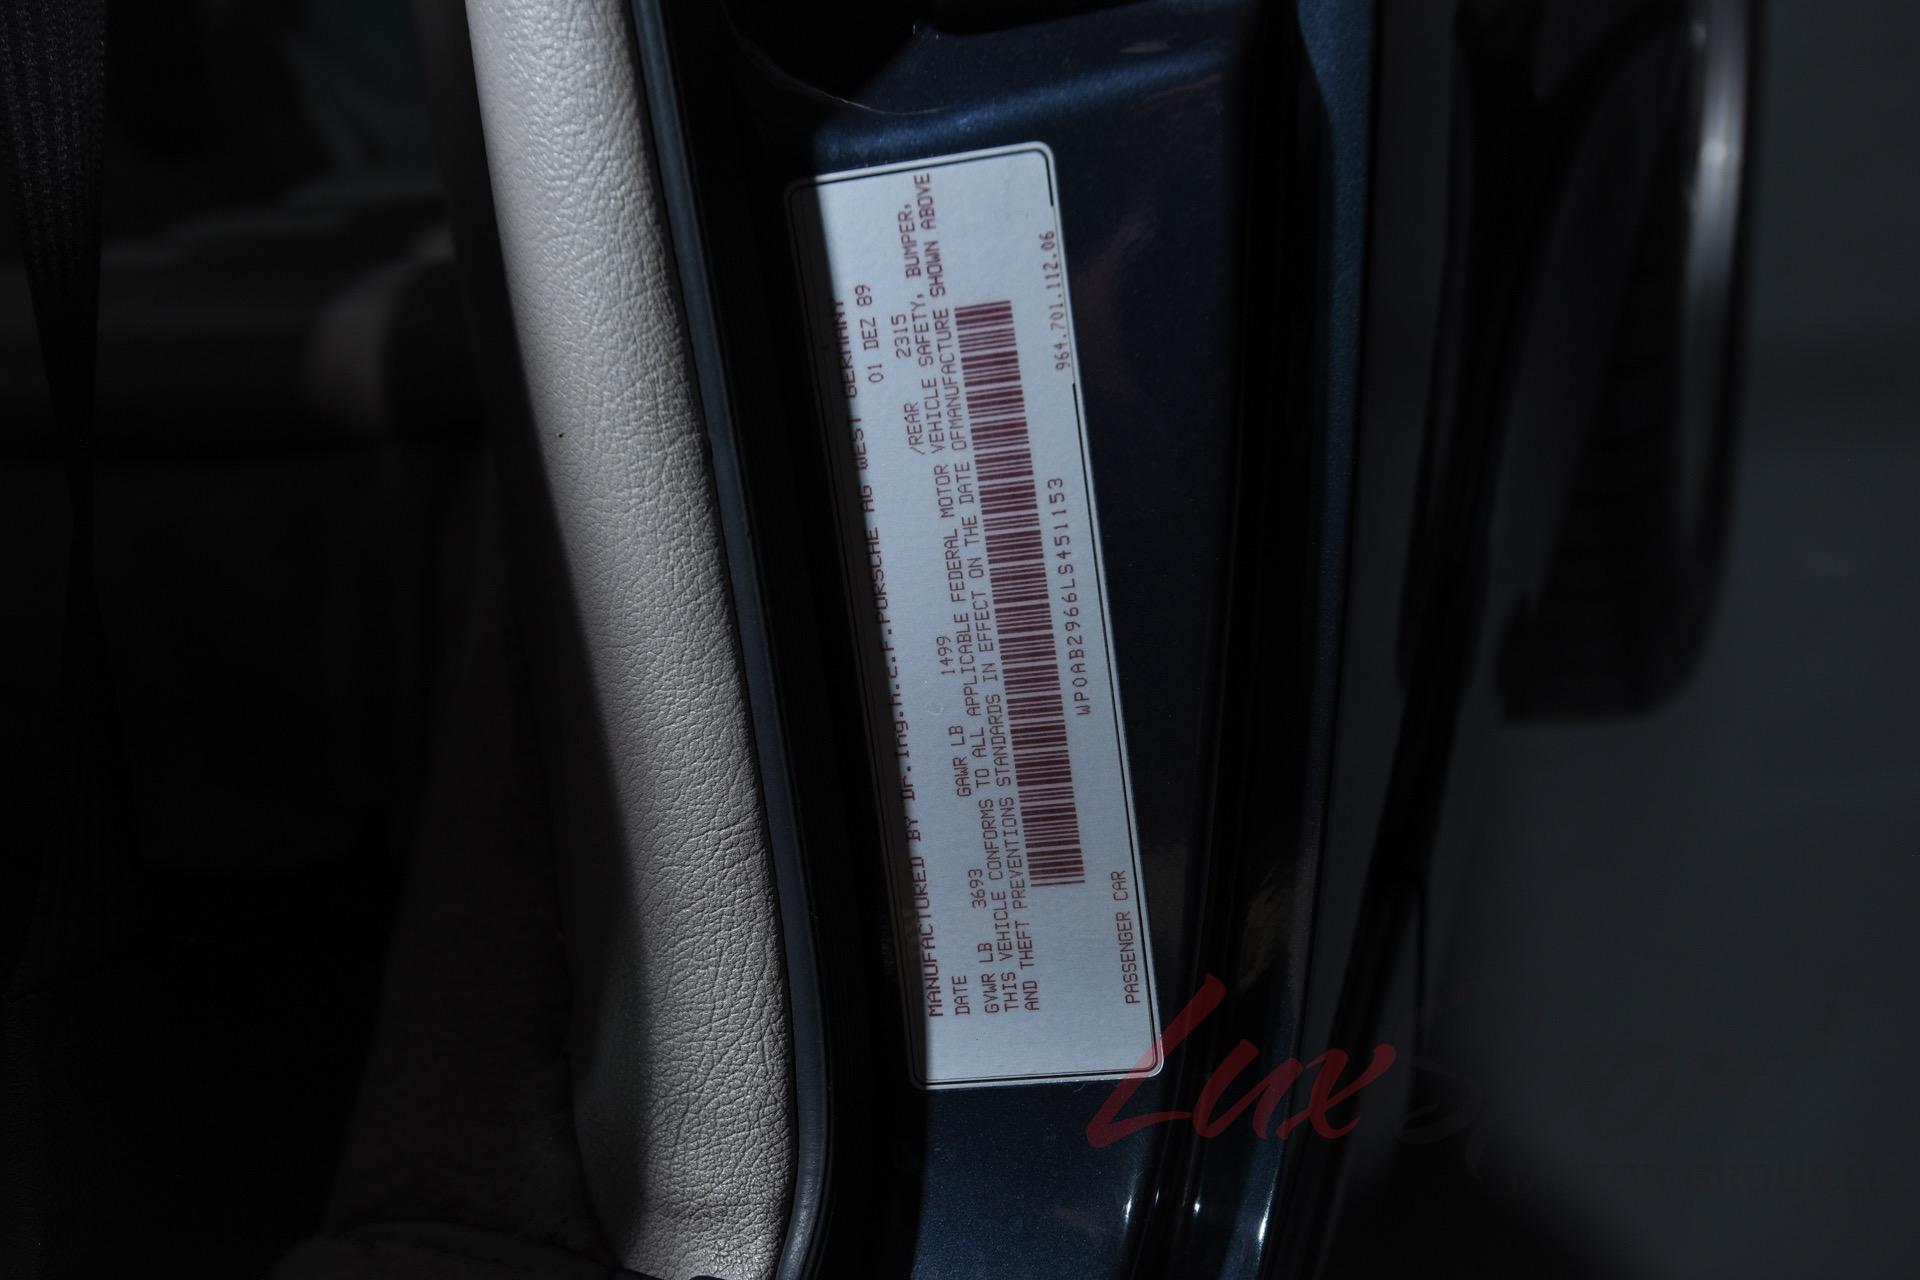 MANUFACTURED BY Dr.Ing.h.c.F.PORSCHE AG WEST GERMANY
DATE 01 DEZ 89
GVWR LB 3693 GAWR LB 1499 /REAR 2315
THIS VEHICLE CONFORMS TO ALL APPLICABLE FEDERAL MOTOR VEHICLE SAFETY, BUMPER,
AND THEFT PREVENTIONS STANDARDS IN EFFECT ON THE DATE OFMANUFACTURE SHOWN ABOVE
WP0AB2966LS451153
PASSENGER CAR 964.701.112.06
Lux